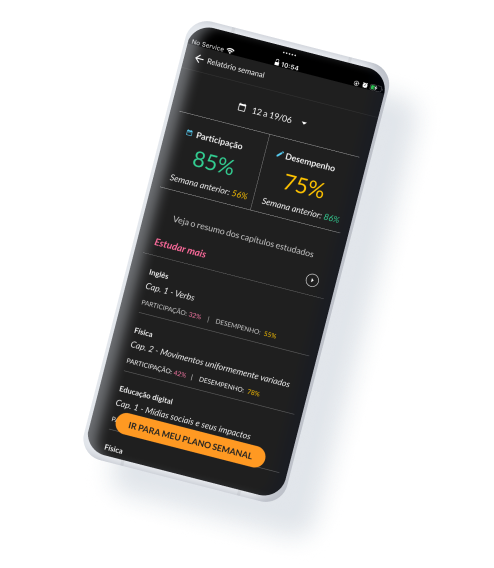 No Service
10:54
Relatório semanal
12 a 19/06
Participação
85%
Semana anterior: 56%
Desempenho
75%
Semana anterior: 86%
Veja o resumo dos capítulos estudados
Estudar mais
Inglês
Cap. 1 - Verbs
PARTICIPAÇÃO: 32% | DESEMPENHO: 55%
Física
Cap. 2 - Movimentos uniformemente variados
PARTICIPAÇÃO: 42% | DESEMPENHO: 78%
Educação digital
Cap. 1 - Mídias sociais e seus impactos
IR PARA MEU PLANO SEMANAL
Física